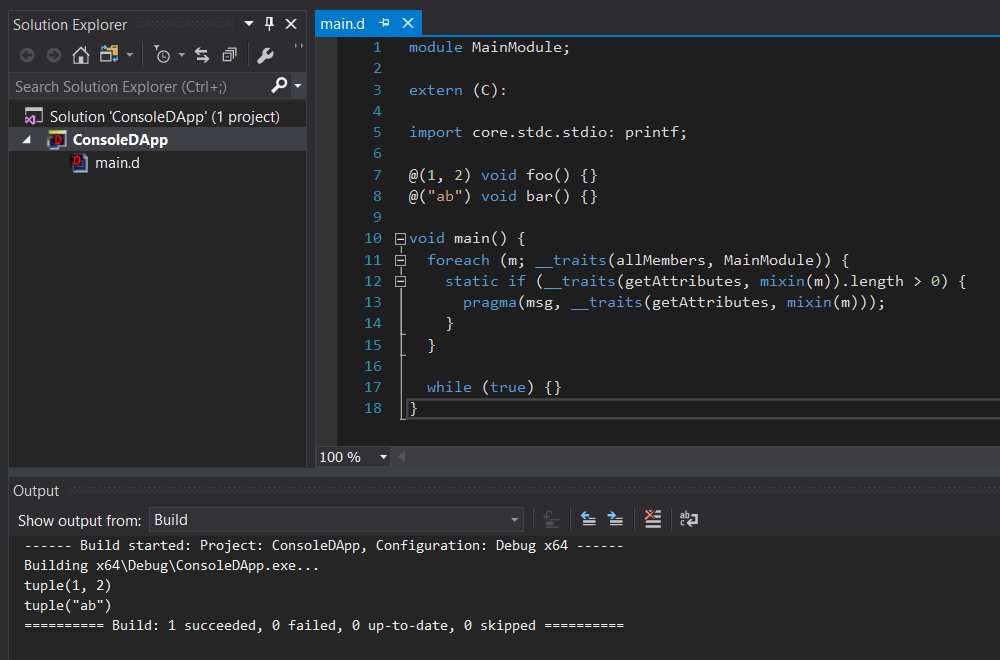 Solution Explorer
Search Solution Explorer (Ctrl+;)
Solution 'ConsoleDApp' (1 project)
ConsoleDApp
main.d
main.d
1 module MainModule;
2
3 extern (C):
4
5 import core.stdc.stdio: printf;
6
7 @(1, 2) void foo() {}
8 @("ab") void bar() {}
9
10 void main() {
11 foreach (m; __traits(allMembers, MainModule)) {
12 static if (__traits(getAttributes, mixin(m)).length > 0) {
13 pragma(msg, __traits(getAttributes, mixin(m)));
14 }
15 }
16
17 while (true) {}
18 }
100 %
Output
Show output from: Build
------ Build started: Project: ConsoleDApp, Configuration: Debug x64 ------
Building x64\Debug\ConsoleDApp.exe...
tuple(1, 2)
tuple("ab")
========== Build: 1 succeeded, 0 failed, 0 up-to-date, 0 skipped ==========